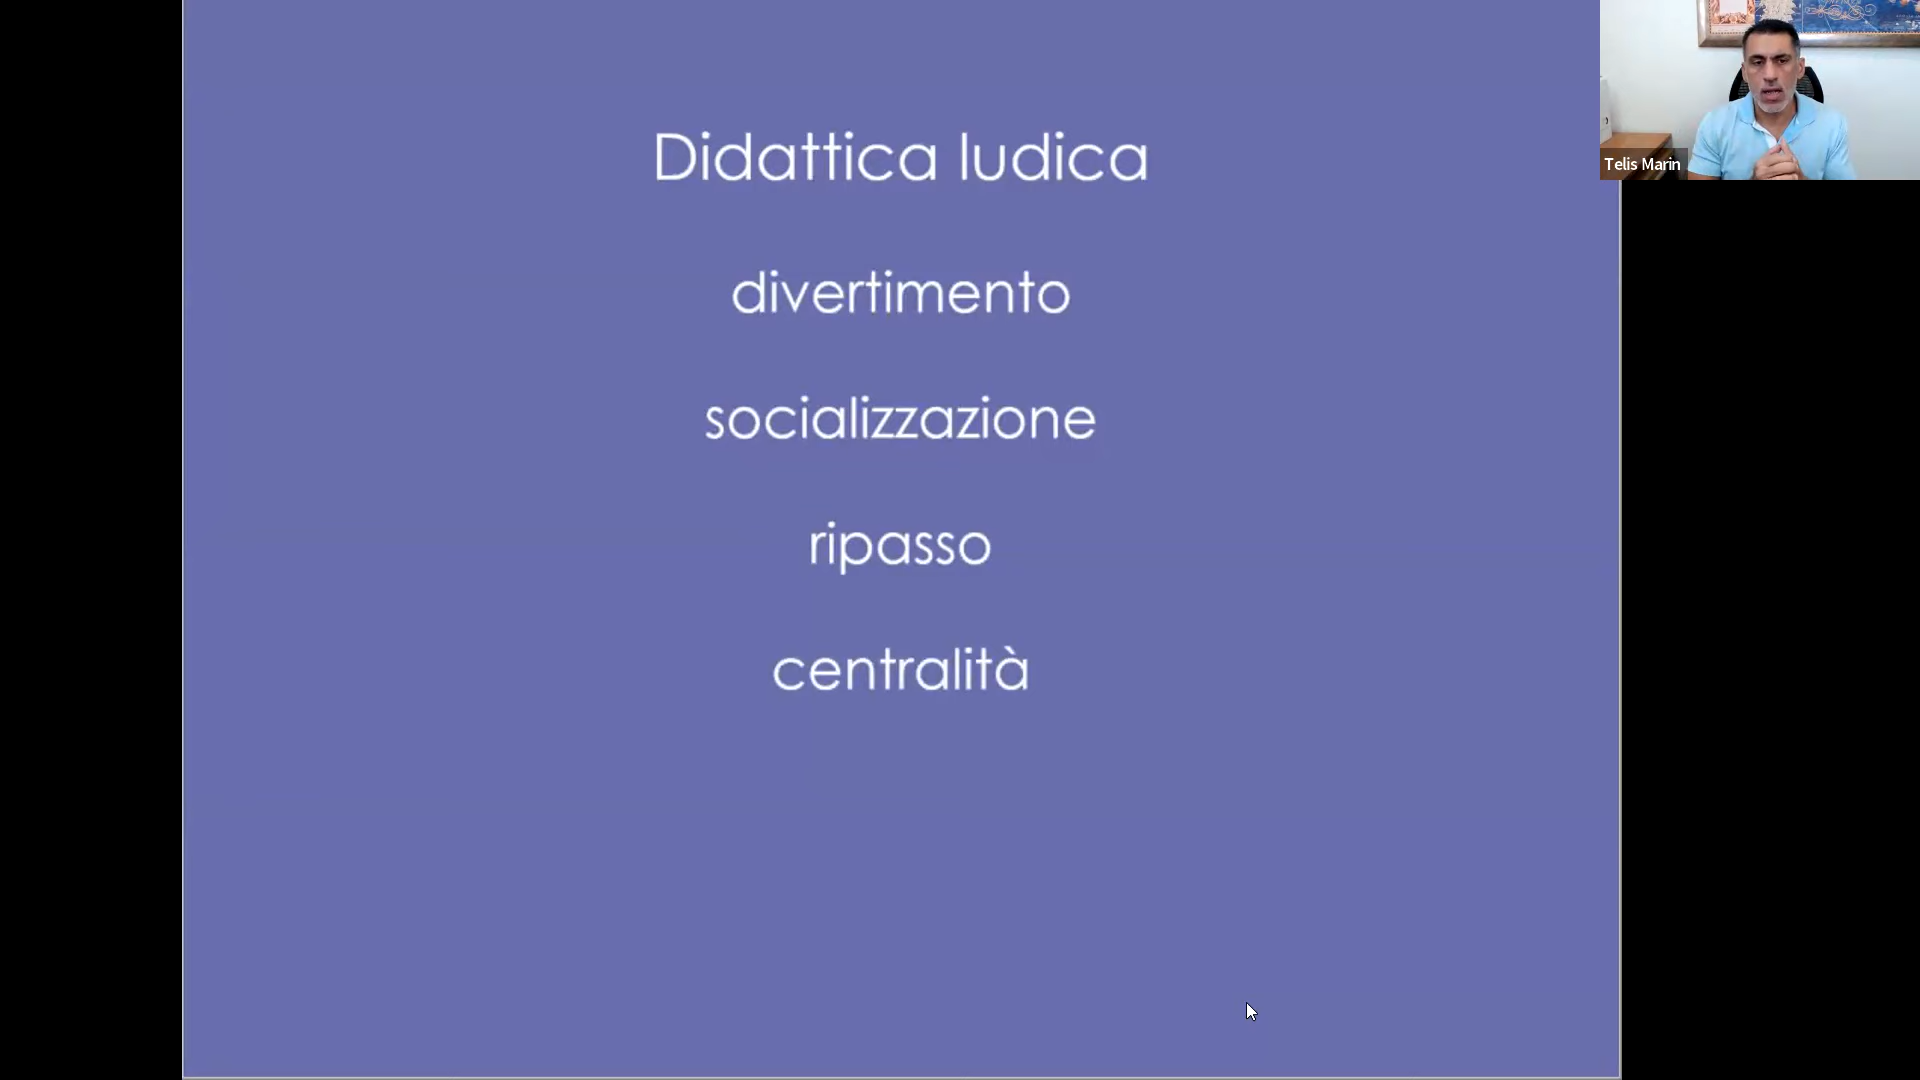 Didattica ludica
divertimento
socializzazione
ripasso
centralità
Telis Marin